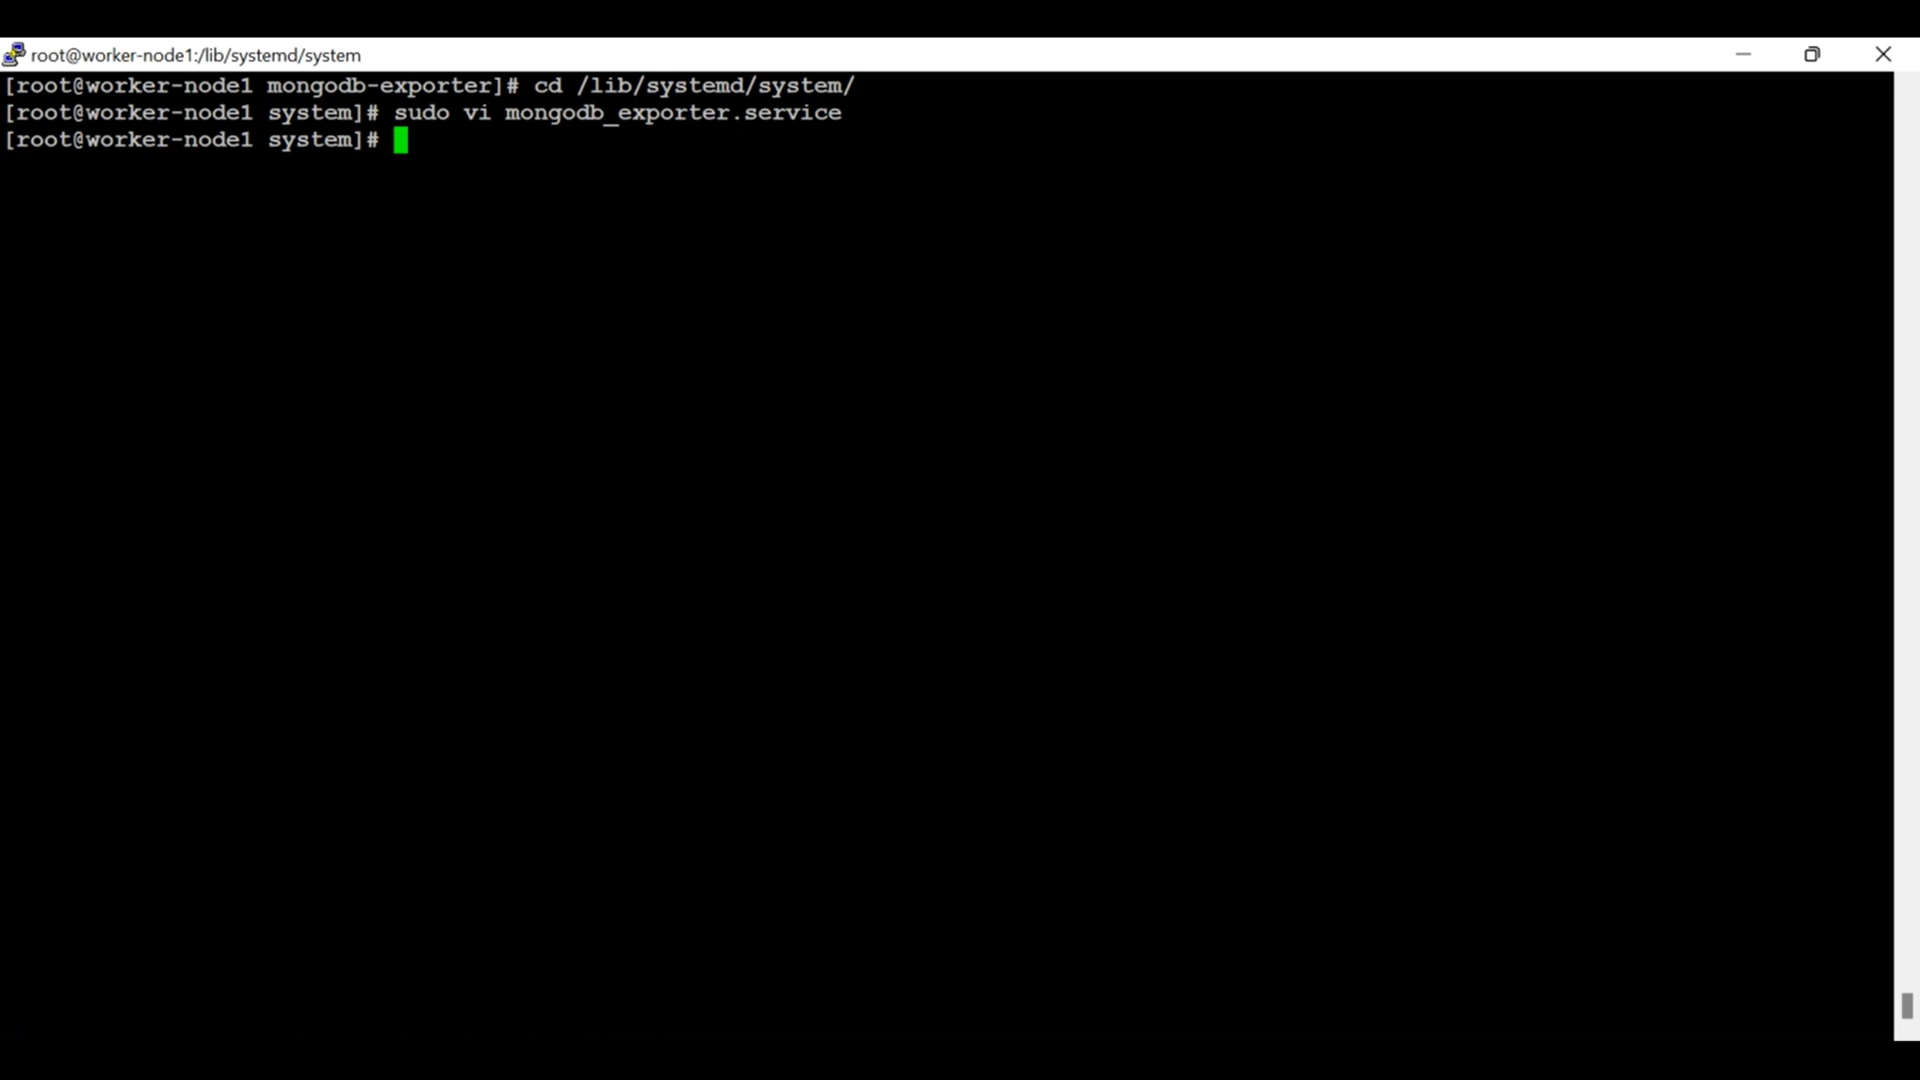 root@worker-node1:/lib/systemd/system
[root@worker-node1 mongodb-exporter]# cd /lib/systemd/system/
[root@worker-node1 system]# sudo vi mongodb_exporter.service
[root@worker-node1 system]#